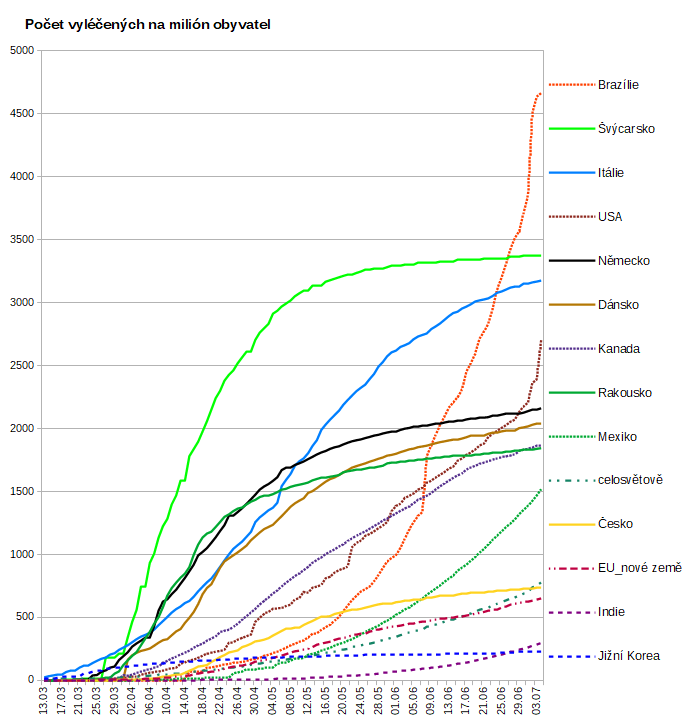 Počet vyléčených na milión obyvatel
5000
4500
4000
3500
3000
2500
2000
1500
1000
500
0
13.03
17.03
21.03
25.03
29.03
02.04
06.04
10.04
14.04
18.04
22.04
26.04
30.04
04.05
08.05
12.05
16.05
20.05
24.05
28.05
01.06
05.06
09.06
13.06
17.06
21.06
25.06
29.06
03.07
Brazílie
Švýcarsko
Itálie
USA
Německo
Dánsko
Kanada
Rakousko
Mexiko
celosvětově
Česko
EU_nové země
Indie
Jižní Korea